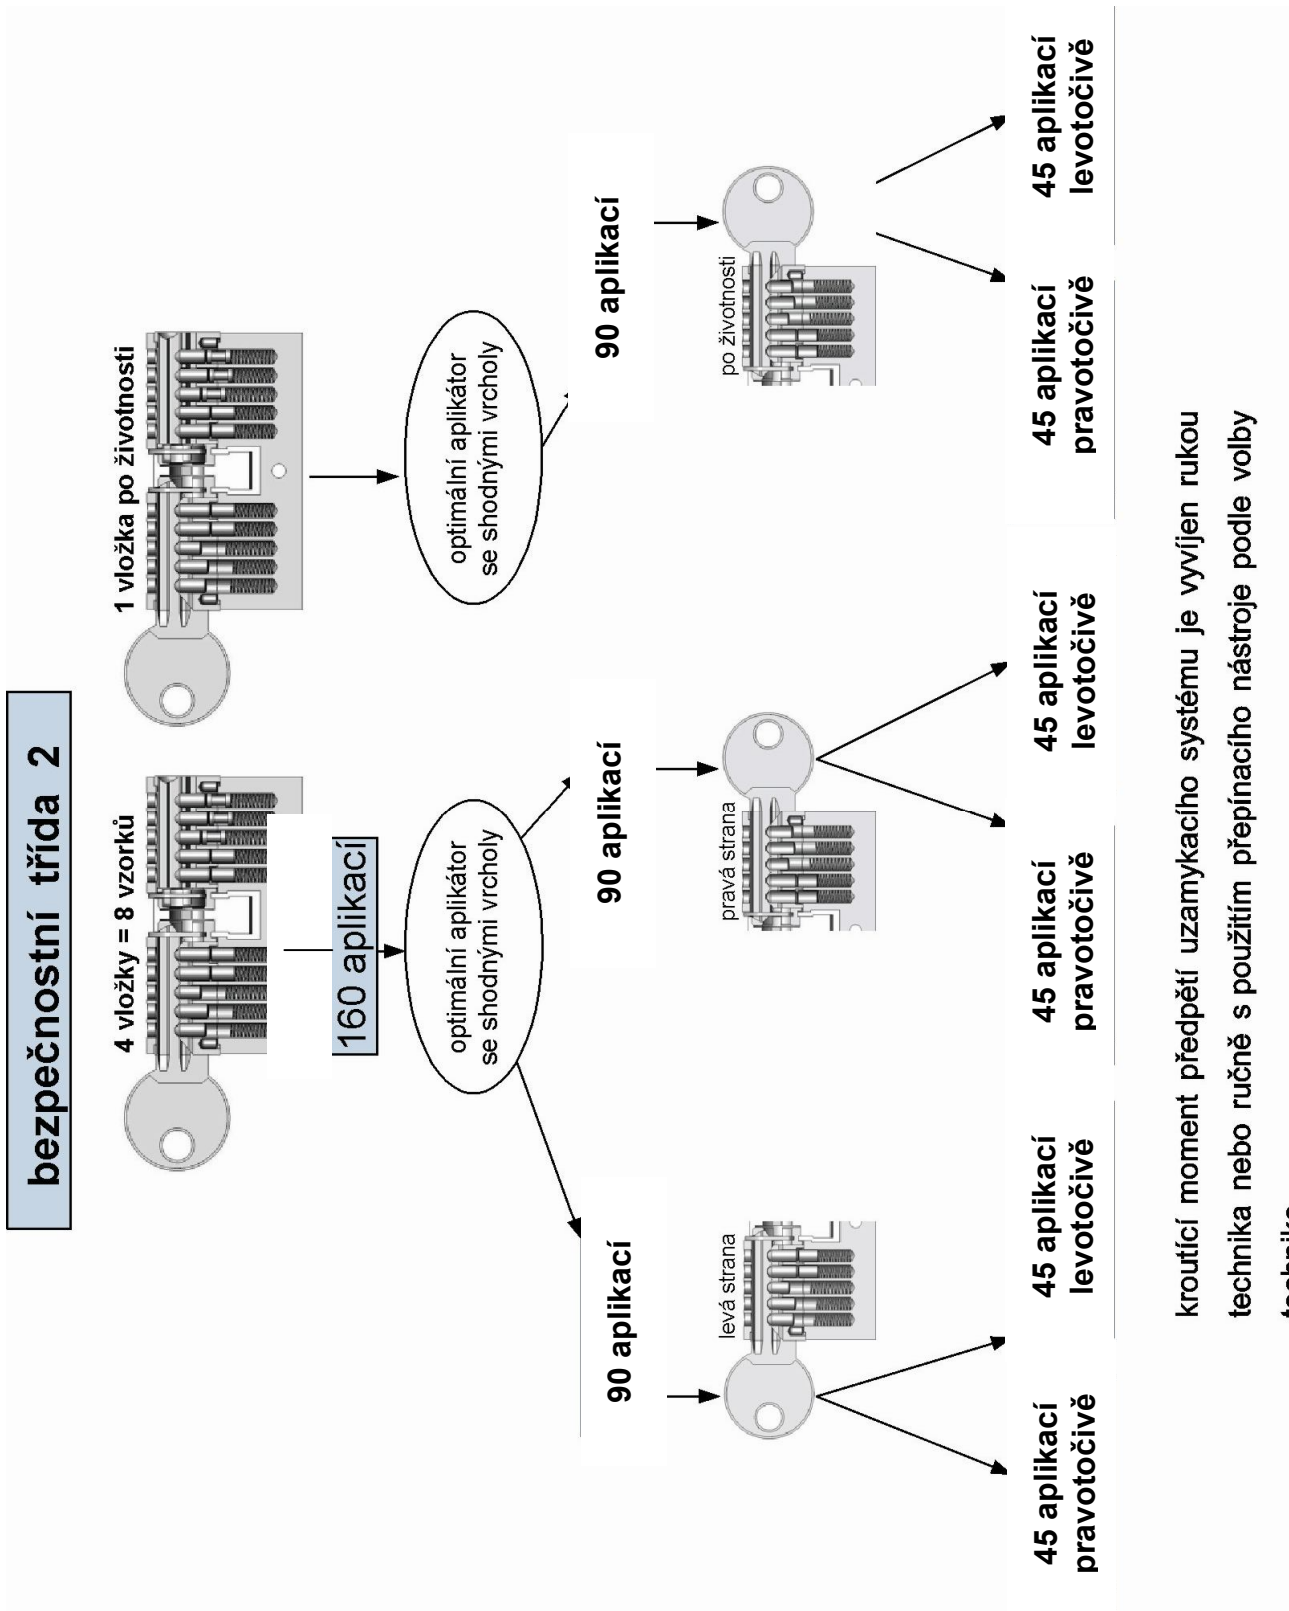 bezpečnostní třída 2
4 vložky = 8 vzorků
1 vložka po životnosti
160 aplikací
optimální aplikátor
se shodnými vrcholy
optimální aplikátor
se shodnými vrcholy
90 aplikací
90 aplikací
90 aplikací
levá strana
pravá strana
po životnosti
45 aplikací
pravotočivě
45 aplikací
levotočivě
45 aplikací
pravotočivě
45 aplikací
levotočivě
45 aplikací
pravotočivě
45 aplikací
levotočivě
kroutící moment předpětí uzamykacího systému je vyvíjen rukou
technika nebo ručně s použitím přepínacího nástroje podle volby